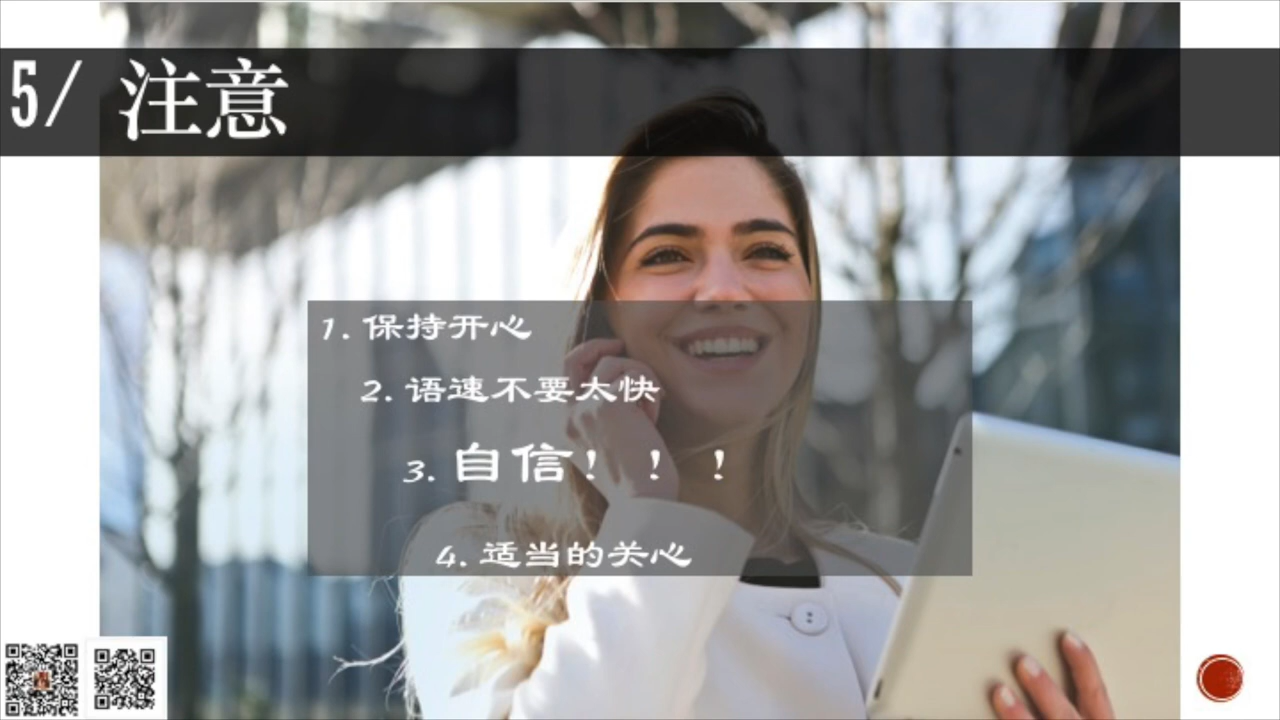 5/ 注意
1. 保持开心
2. 语速不要太快
3. 自信！！！
4. 适当的关心